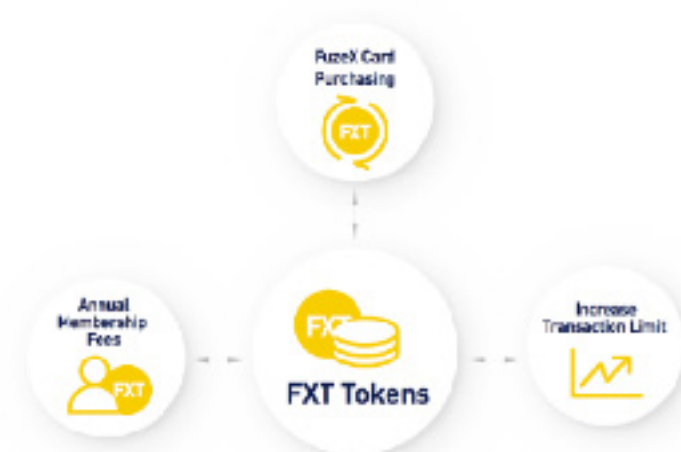 FuzeX Card
Purchasing
FXT
Annual
Membership
Fees
FXT
FXT
FXT Tokens
Increase
Transaction Limit